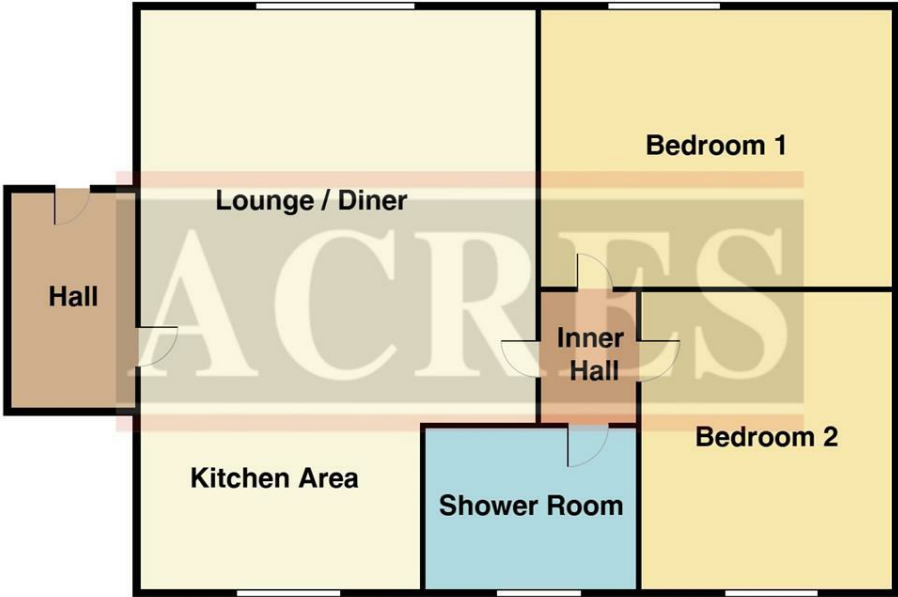 Bedroom 1
Lounge / Diner
ACRES
Hall
Inner
Hall
Bedroom 2
Kitchen Area
Shower Room